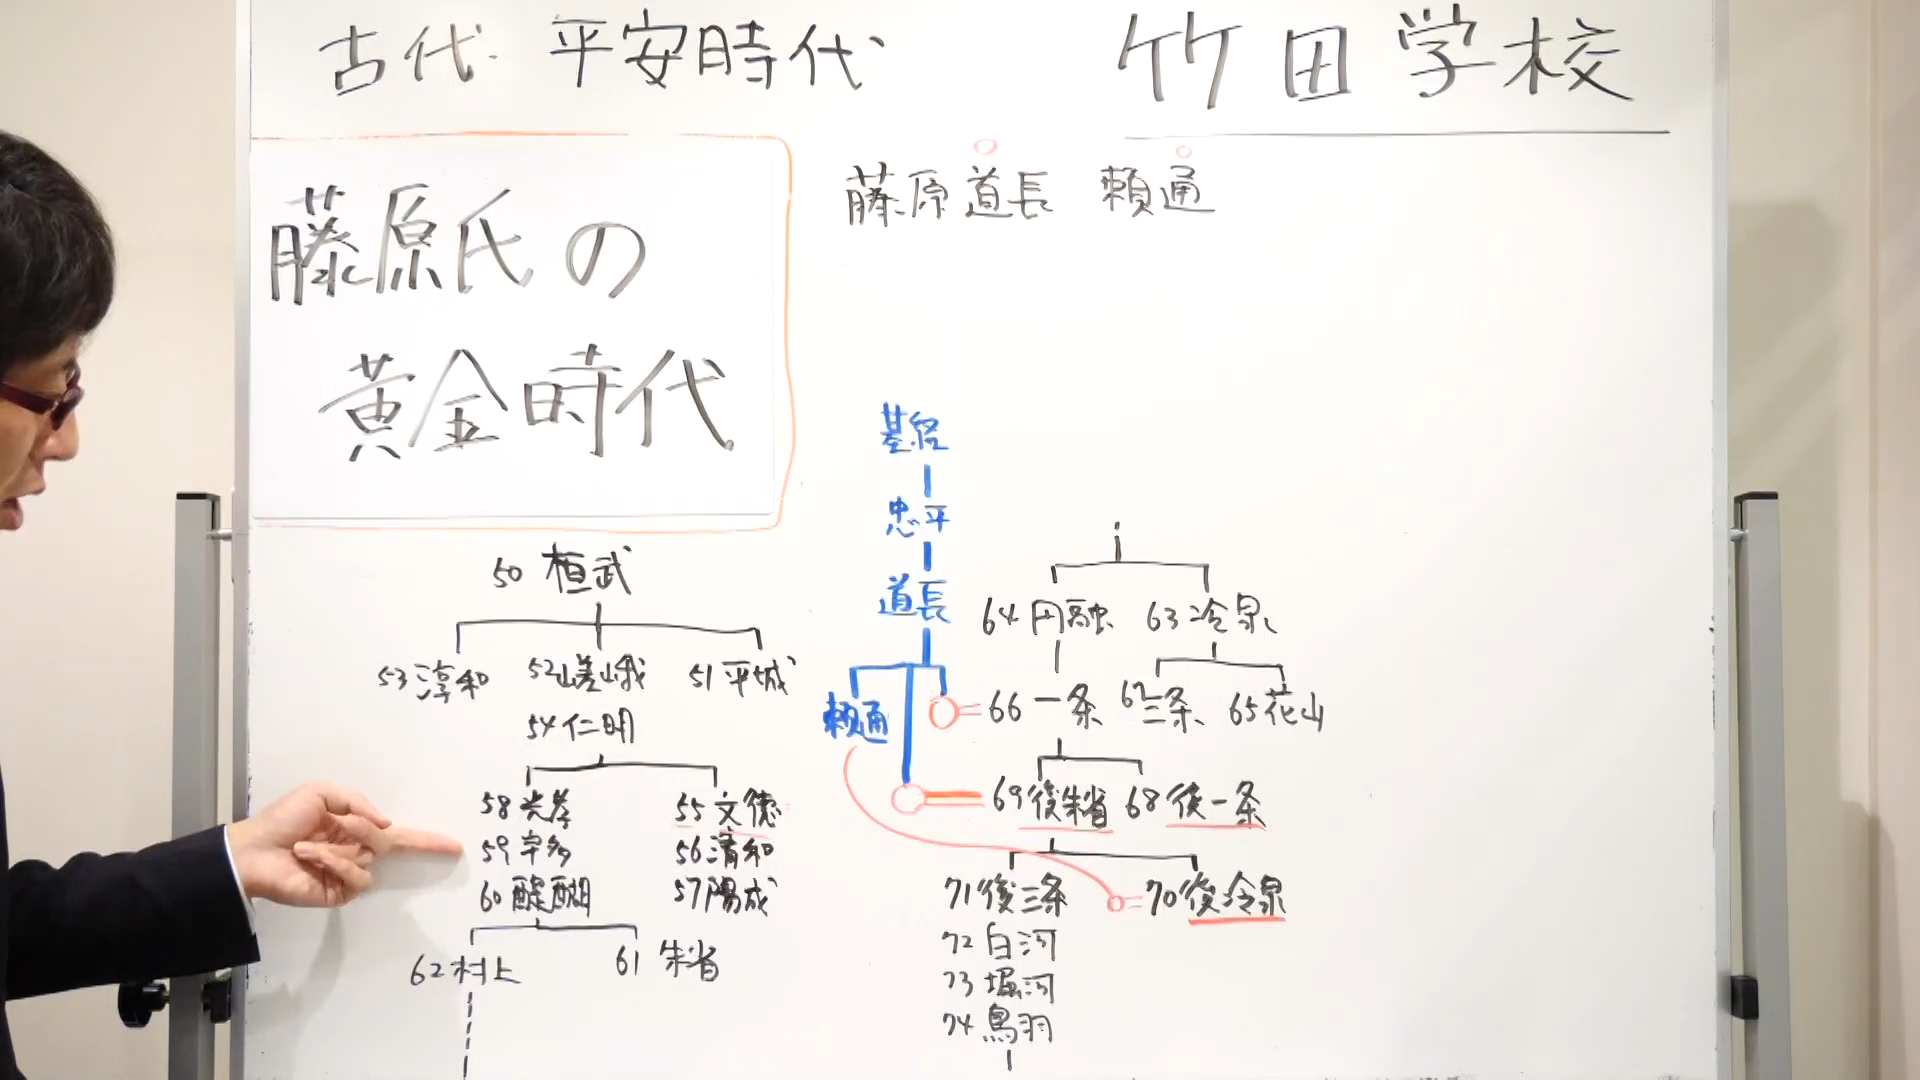 古代 平安時代
竹田学校
藤原氏の
黄金時代
藤原道長 頼通
基経
忠平
道長
頼通
50 桓武
53 淳和 52 嵯峨 51 平城
54 仁明
58 光孝 55 文徳
59 宇多 56 清和
60 醍醐 57 陽成
62 村上 61 朱雀
64 円融 63 冷泉
66 一条 67 三条 65 花山
69 後朱雀 68 後一条
71 後三条 70 後冷泉
72 白河
73 堀河
74 鳥羽